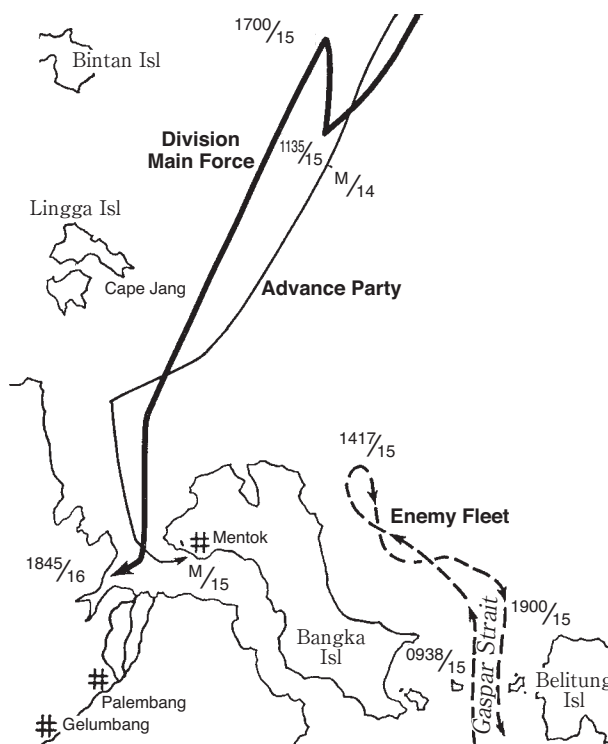 1700/15
Bintan Isl
Division
Main Force
1135/15
M/14
Lingga Isl
Cape Jang
Advance Party
1417/15
Enemy Fleet
Mentok
1845/16
M/15
1900/15
Gaspar Strait
Bangka
Isl
0938/15
Belitung
Isl
Palembang
Gelumbang